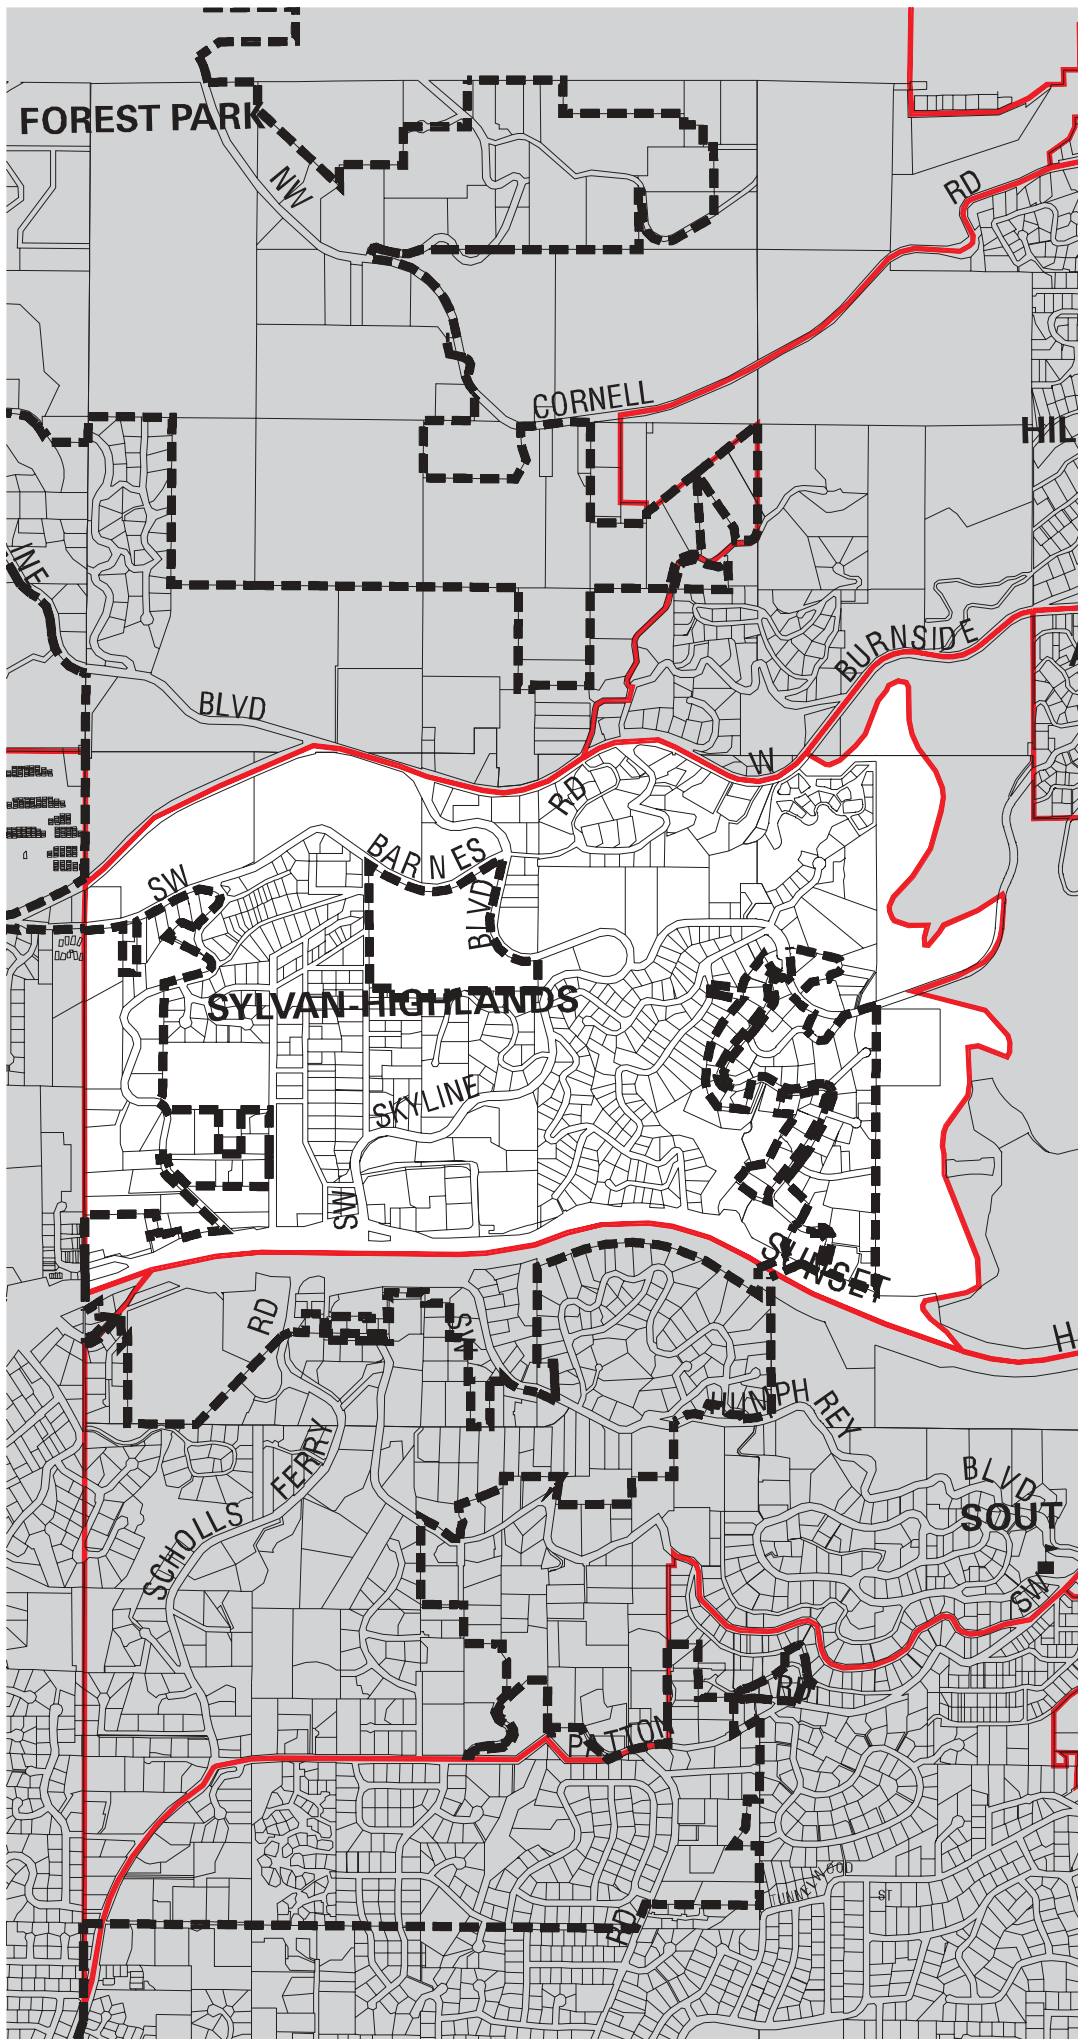 FOREST PARK
NW
RD
CORNELL
HIL
INE
BURNSIDE
BLVD
W
RD
BARNES
SW
BLVD
SYLVAN-HIGHLANDS
SKYLINE
SW
SUNSET
RD
SW
H
HUMPHREY
FERRY
BLVD
SOUT
SCHOLLS
SW
RD
PATTON
TUNNELWOOD
ST
RD